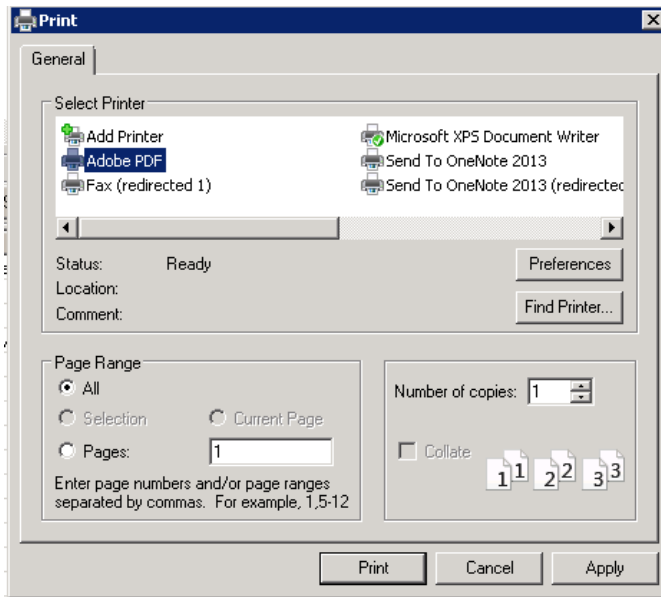 Print
General
Select Printer
Add Printer
Microsoft XPS Document Writer
Adobe PDF
Send To OneNote 2013
Fax (redirected 1)
Send To OneNote 2013 (redirected
Status: Ready
Preferences
Location:
Comment:
Find Printer...
Page Range
All
Selection
Current Page
Pages: 1
Enter page numbers and/or page ranges
separated by commas. For example, 1,5-12
Number of copies: 1
Collate
1 1 2 2 3 3
Print
Cancel
Apply